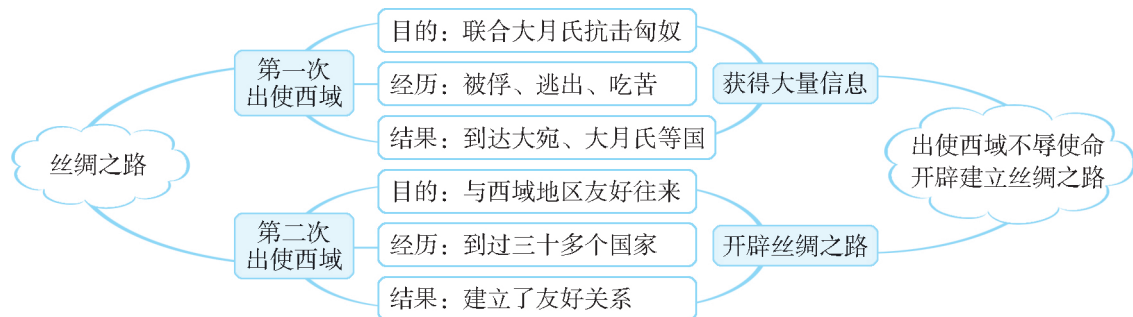 丝绸之路
第一次
出使西域
目的：联合大月氏抗击匈奴
经历：被俘、逃出、吃苦
结果：到达大宛、大月氏等国
获得大量信息
第二次
出使西域
目的：与西域地区友好往来
经历：到过三十多个国家
结果：建立了友好关系
开辟丝绸之路
出使西域不辱使命
开辟建立丝绸之路